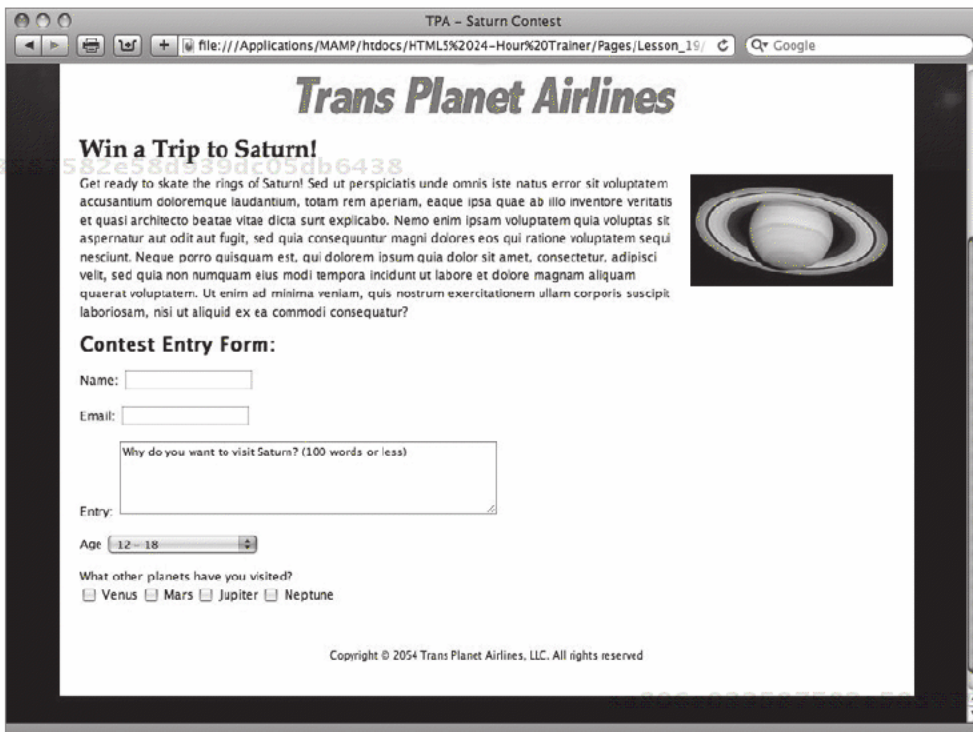 TPA – Saturn Contest
file:///Applications/MAMP/htdocs/HTML5%2024-Hour%20Trainer/Pages/Lesson_19/
Google
Trans Planet Airlines
Win a Trip to Saturn!
582e58d939dc05db6438
Get ready to skate the rings of Saturn! Sed ut perspiciatis unde omnis iste natus error sit voluptatem
accusantium doloremque laudantium, totam rem aperiam, eaque ipsa quae ab illo inventore veritatis
et quasi architecto beatae vitae dicta sunt explicabo. Nemo enim ipsam voluptatem quia voluptas sit
aspernatur aut odit aut fugit, sed quia consequuntur magni dolores eos qui ratione voluptatem sequi
nesciunt. Neque porro quisquam est, qui dolorem ipsum quia dolor sit amet, consectetur, adipisci
velit, sed quia non numquam eius modi tempora incidunt ut labore et dolore magnam aliquam
quaerat voluptatem. Ut enim ad minima veniam, quis nostrum exercitationem ullam corporis suscipit
laboriosam, nisi ut aliquid ex ea commodi consequatur?
Contest Entry Form:
Name:
Email:
Why do you want to visit Saturn? (100 words or less)
Entry:
Age 12 – 18
What other planets have you visited?
Venus Mars Jupiter Neptune
Copyright © 2054 Trans Planet Airlines, LLC. All rights reserved